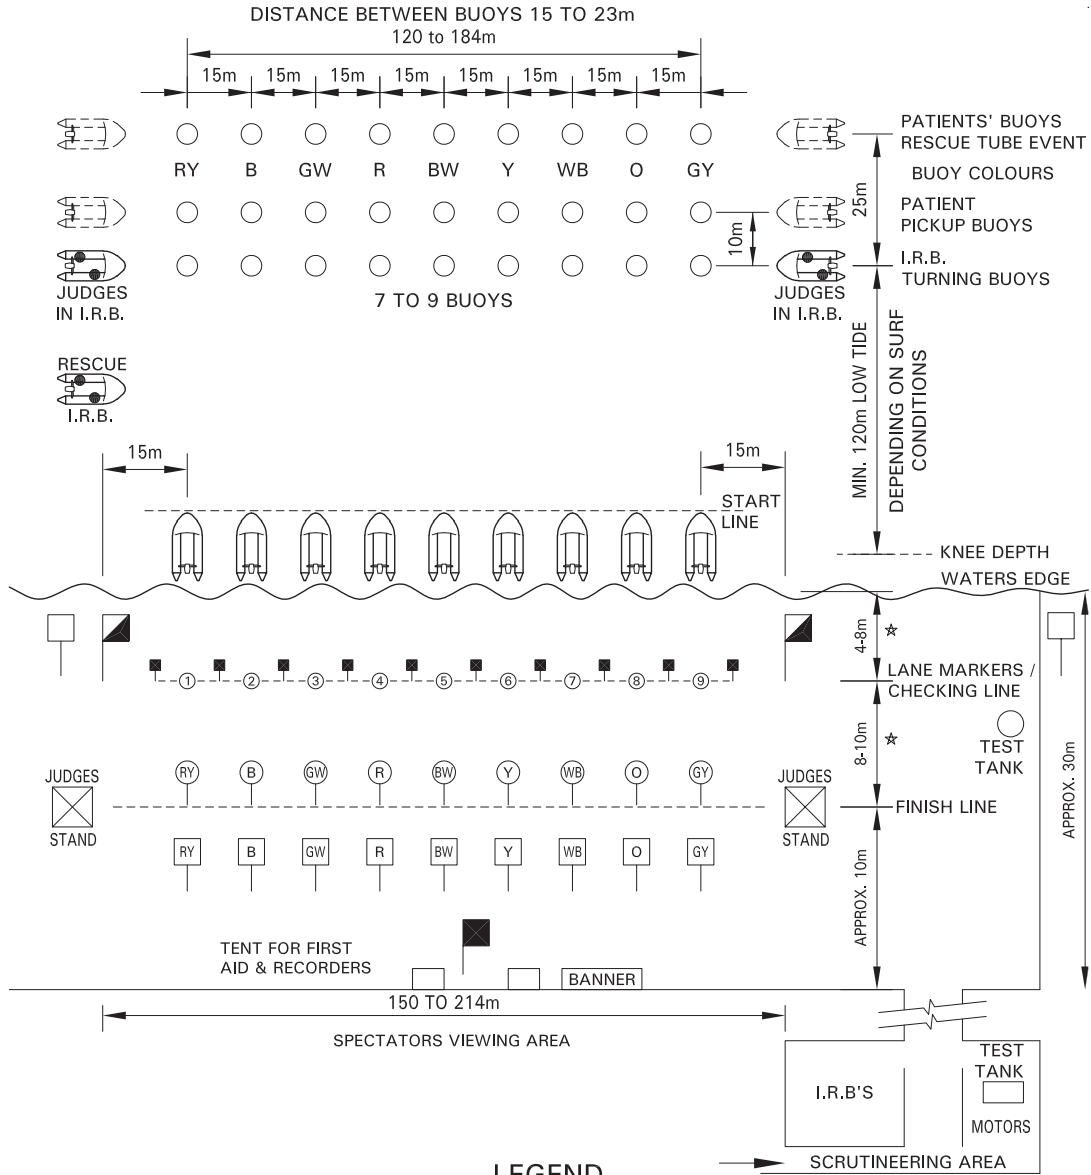 DISTANCE BETWEEN BUOYS 15 TO 23m
120 to 184m
15m 15m 15m 15m 15m 15m 15m 15m
PATIENTS' BUOYS
RESCUE TUBE EVENT
RY B GW R BW Y WB O GY
BUOY COLOURS
25m
PATIENT
PICKUP BUOYS
10m
I.R.B.
TURNING BUOYS
JUDGES
IN I.R.B.
7 TO 9 BUOYS
JUDGES
IN I.R.B.
RESCUE
I.R.B.
MIN. 120m LOW TIDE
DEPENDING ON SURF
CONDITIONS
15m
15m
START
LINE
KNEE DEPTH
WATERS EDGE
4-8m
1 2 3 4 5 6 7 8 9
LANE MARKERS /
CHECKING LINE
8-10m
TEST
TANK
APPROX. 30m
JUDGES
STAND
RY B GW R BW Y WB O GY
JUDGES
STAND
FINISH LINE
RY B GW R BW Y WB O GY
APPROX. 10m
TENT FOR FIRST
AID & RECORDERS
BANNER
150 TO 214m
SPECTATORS VIEWING AREA
I.R.B'S
TEST
TANK
MOTORS
SCRUTINEERING AREA
LEGEND